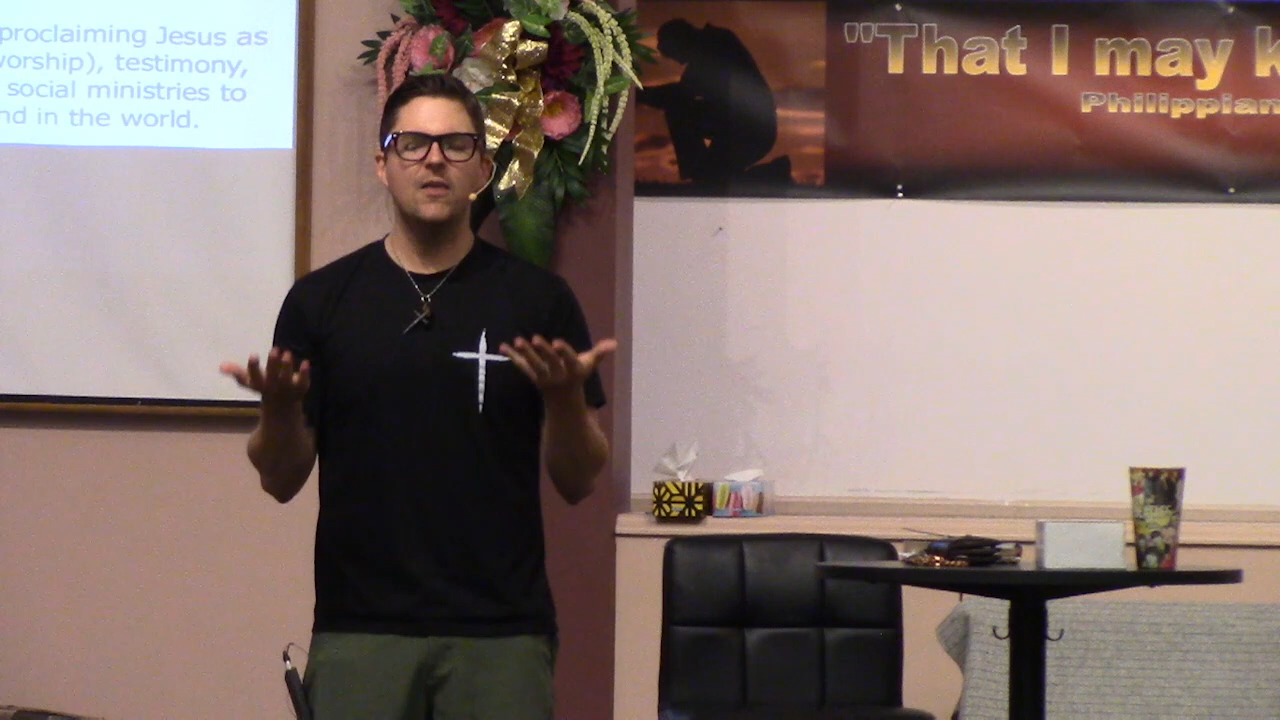 proclaiming Jesus as
worship), testimony,
social ministries to
nd in the world.
"That I may k
Philippian